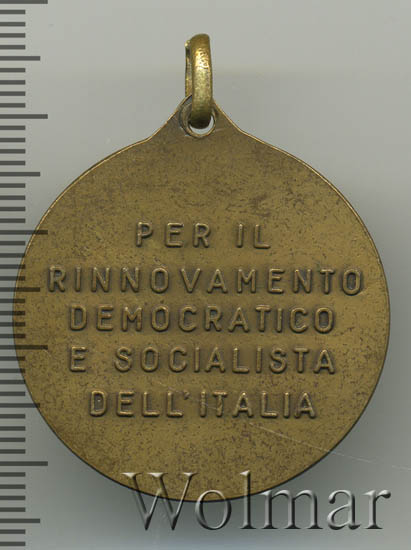 PER IL
RINNOVAMENTO
DEMOCRATICO
E SOCIALISTA
DELL'ITALIA
Wolmar